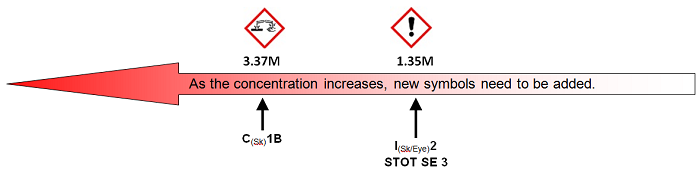 3.37M 1.35M
As the concentration increases, new symbols need to be added.
C(Sk)1B I(Sk/Eye)2
STOT SE 3